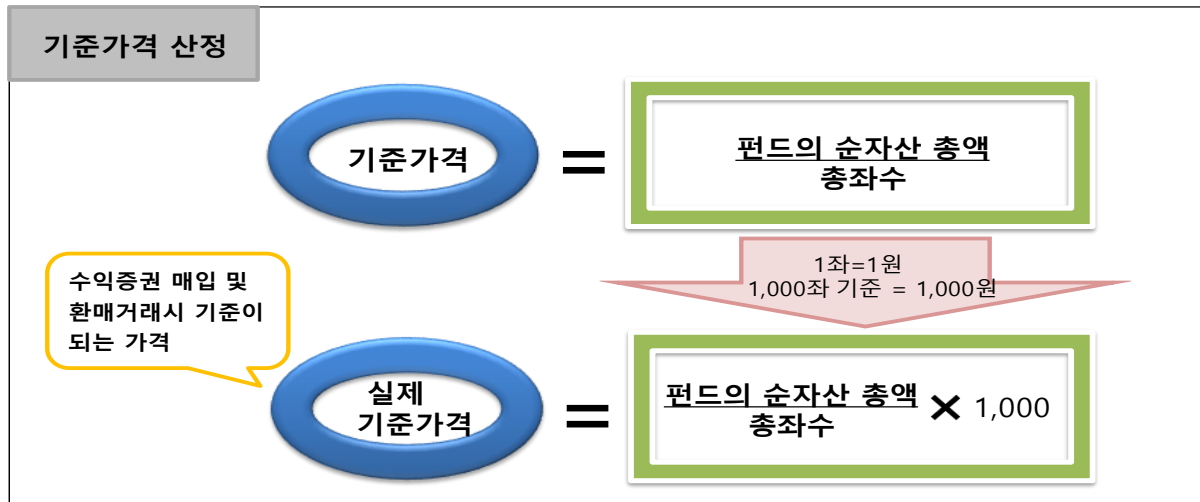 기준가격 산정
기준가격
=
펀드의 순자산 총액
총좌수
1좌=1원
1,000좌 기준 = 1,000원
수익증권 매입 및
환매거래시 기준이
되는 가격
실제
기준가격
=
펀드의 순자산 총액
총좌수
× 1,000